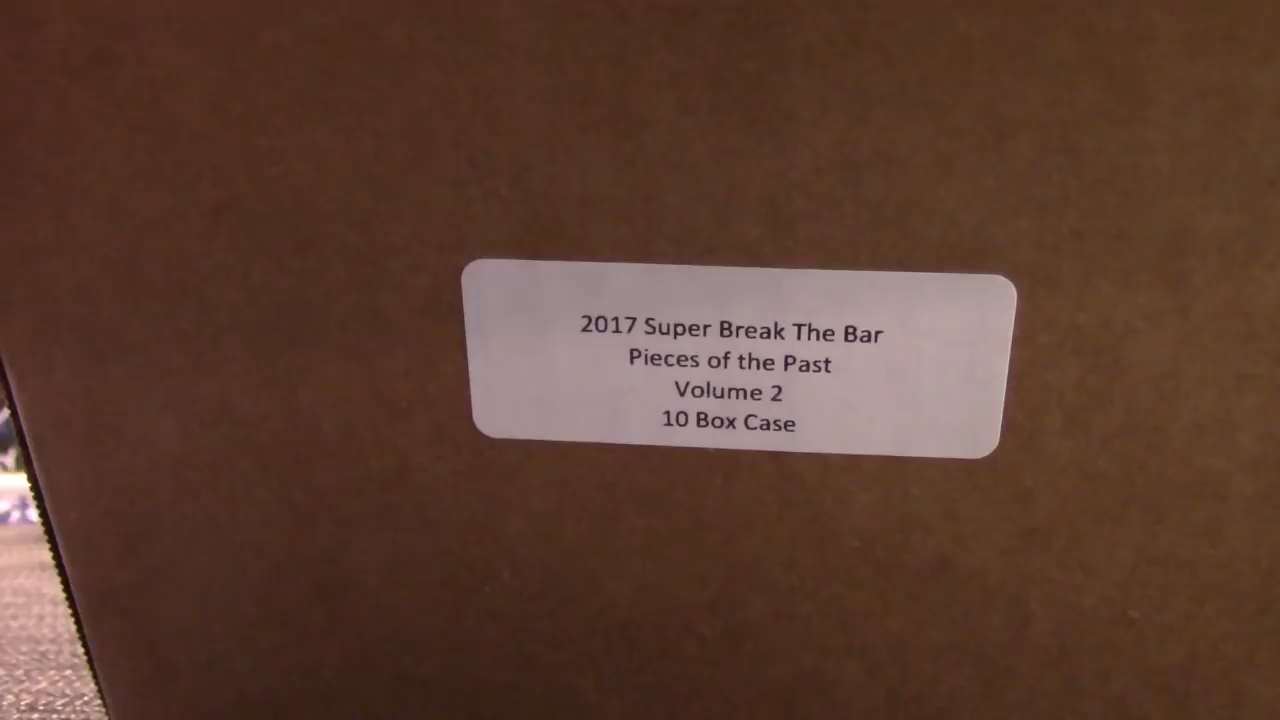 2017 Super Break The Bar
Pieces of the Past
Volume 2
10 Box Case